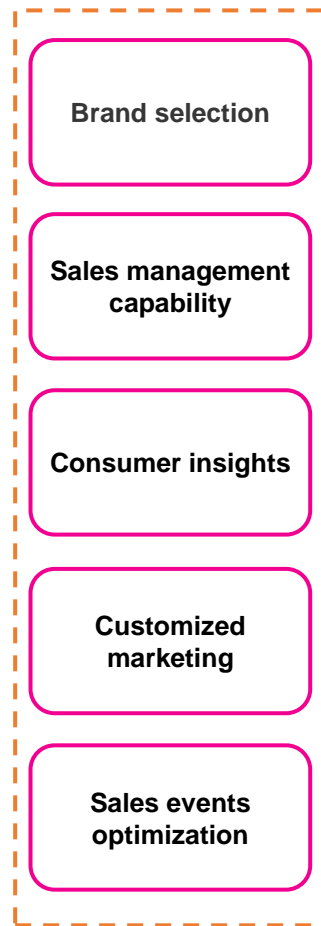 Brand selection
Sales management
capability
Consumer insights
Customized
marketing
Sales events
optimization